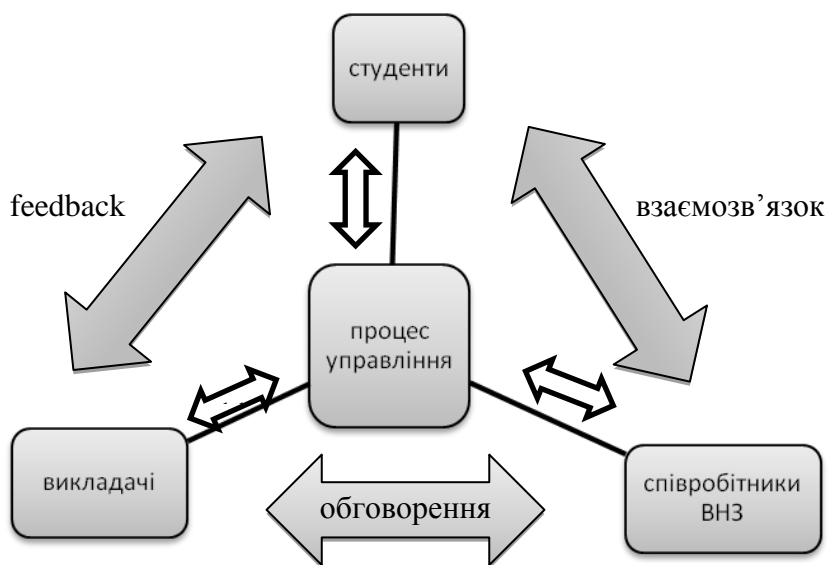 студенти
feedback
взаємозв’язок
процес
управління
викладачі
обговорення
співробітники
ВНЗ